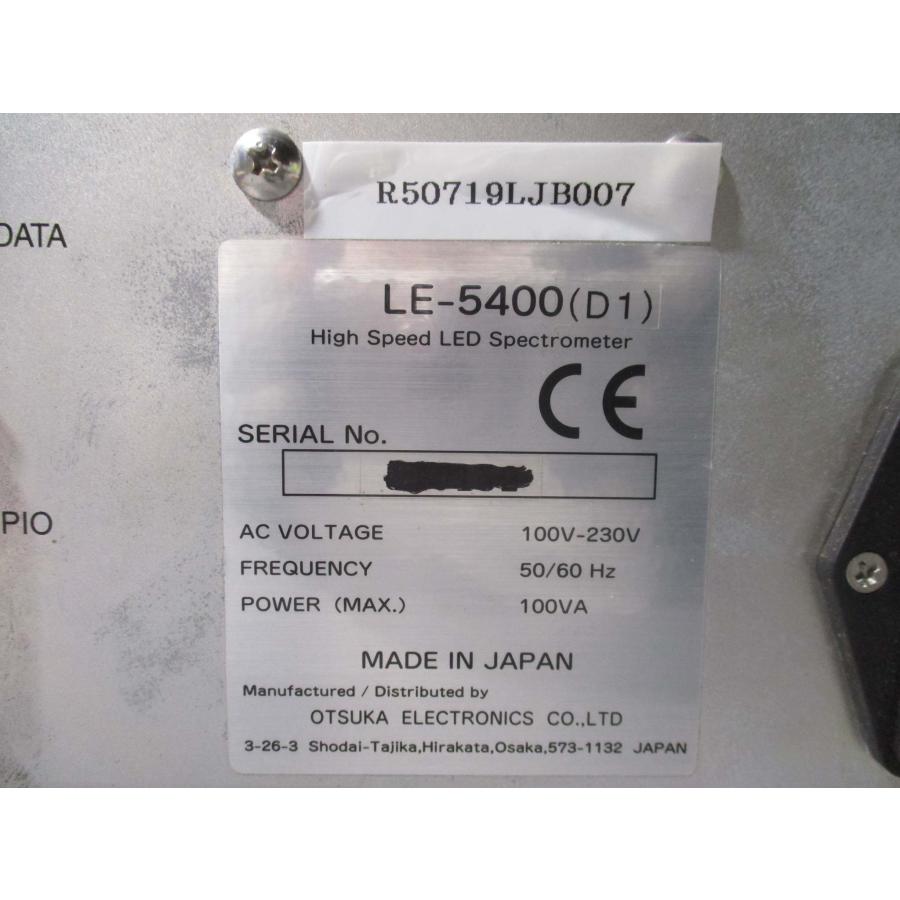 R50719LJB007
DATA
LE-5400(D1)
High Speed LED Spectrometer
CE
SERIAL No.
PIO
AC VOLTAGE 100V-230V
FREQUENCY 50/60 Hz
POWER (MAX.) 100VA
MADE IN JAPAN
Manufactured / Distributed by
OTSUKA ELECTRONICS CO.,LTD
3-26-3 Shodai-Tajika,Hirakata,Osaka,573-1132 JAPAN